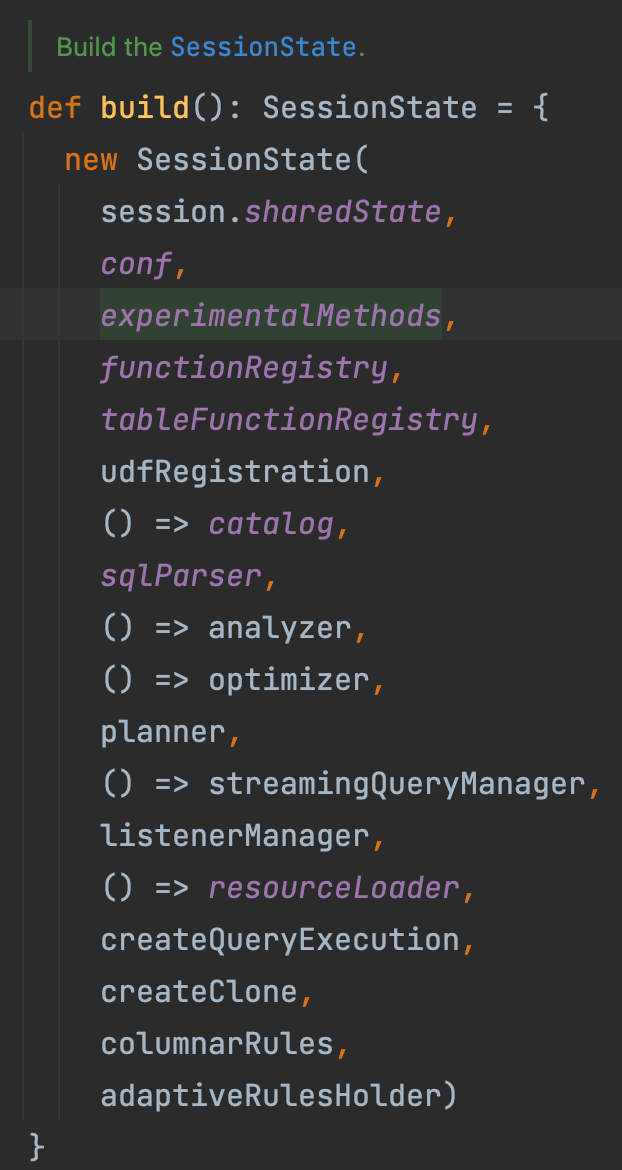 Build the SessionState.
def build(): SessionState = {
new SessionState(
session.sharedState,
conf,
experimentalMethods,
functionRegistry,
tableFunctionRegistry,
udfRegistration,
() => catalog,
sqlParser,
() => analyzer,
() => optimizer,
planner,
() => streamingQueryManager,
listenerManager,
() => resourceLoader,
createQueryExecution,
createClone,
columnarRules,
adaptiveRulesHolder)
}